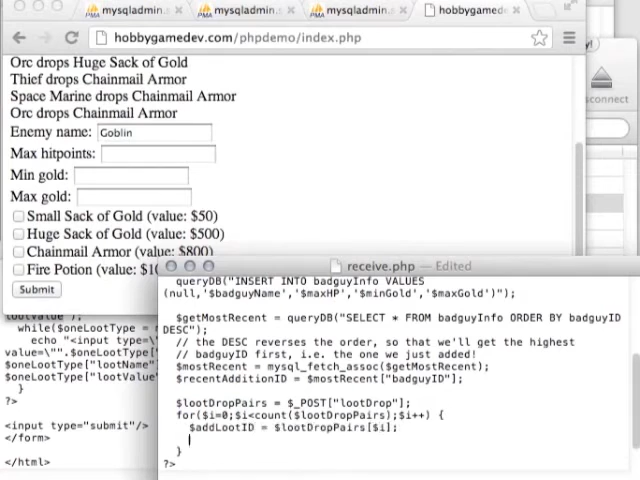 mysqladmin.
mysqladmin.
mysqladmin.
hobbygamede
hobbygamedev.com/phpdemo/index.php
Orc drops Huge Sack of Gold
Thief drops Chainmail Armor
Space Marine drops Chainmail Armor
Orc drops Chainmail Armor
Enemy name: Goblin
Max hitpoints:
Min gold:
Max gold:
Small Sack of Gold (value: $50)
Huge Sack of Gold (value: $500)
Chainmail Armor (value: $800)
Fire Potion (value: $10
Submit
connect
receive.php — Edited
queryDB("INSERT INTO badguyInfo VALUES
(null,'$badguyName','$maxHP','$minGold','$maxGold')");
$getMostRecent = queryDB("SELECT * FROM badguyInfo ORDER BY badguyID
DESC");
// the DESC reverses the order, so that we'll get the highest
// badguyID first, i.e. the one we just added!
$mostRecent = mysql_fetch_assoc($getMostRecent);
$recentAdditionID = $mostRecent["badguyID"];
$lootDropPairs = $_POST["lootDrop"];
for($i=0;$i<count($lootDropPairs);$i++) {
$addLootID = $lootDropPairs[$i];
}
?>
lootValue");
while($oneLootType =
echo "<input type=\
value=\"".$oneLootType["
$oneLootType["lootName"]
$oneLootType["lootValue"
}
?>
<input type="submit"/>
</form>
</html>